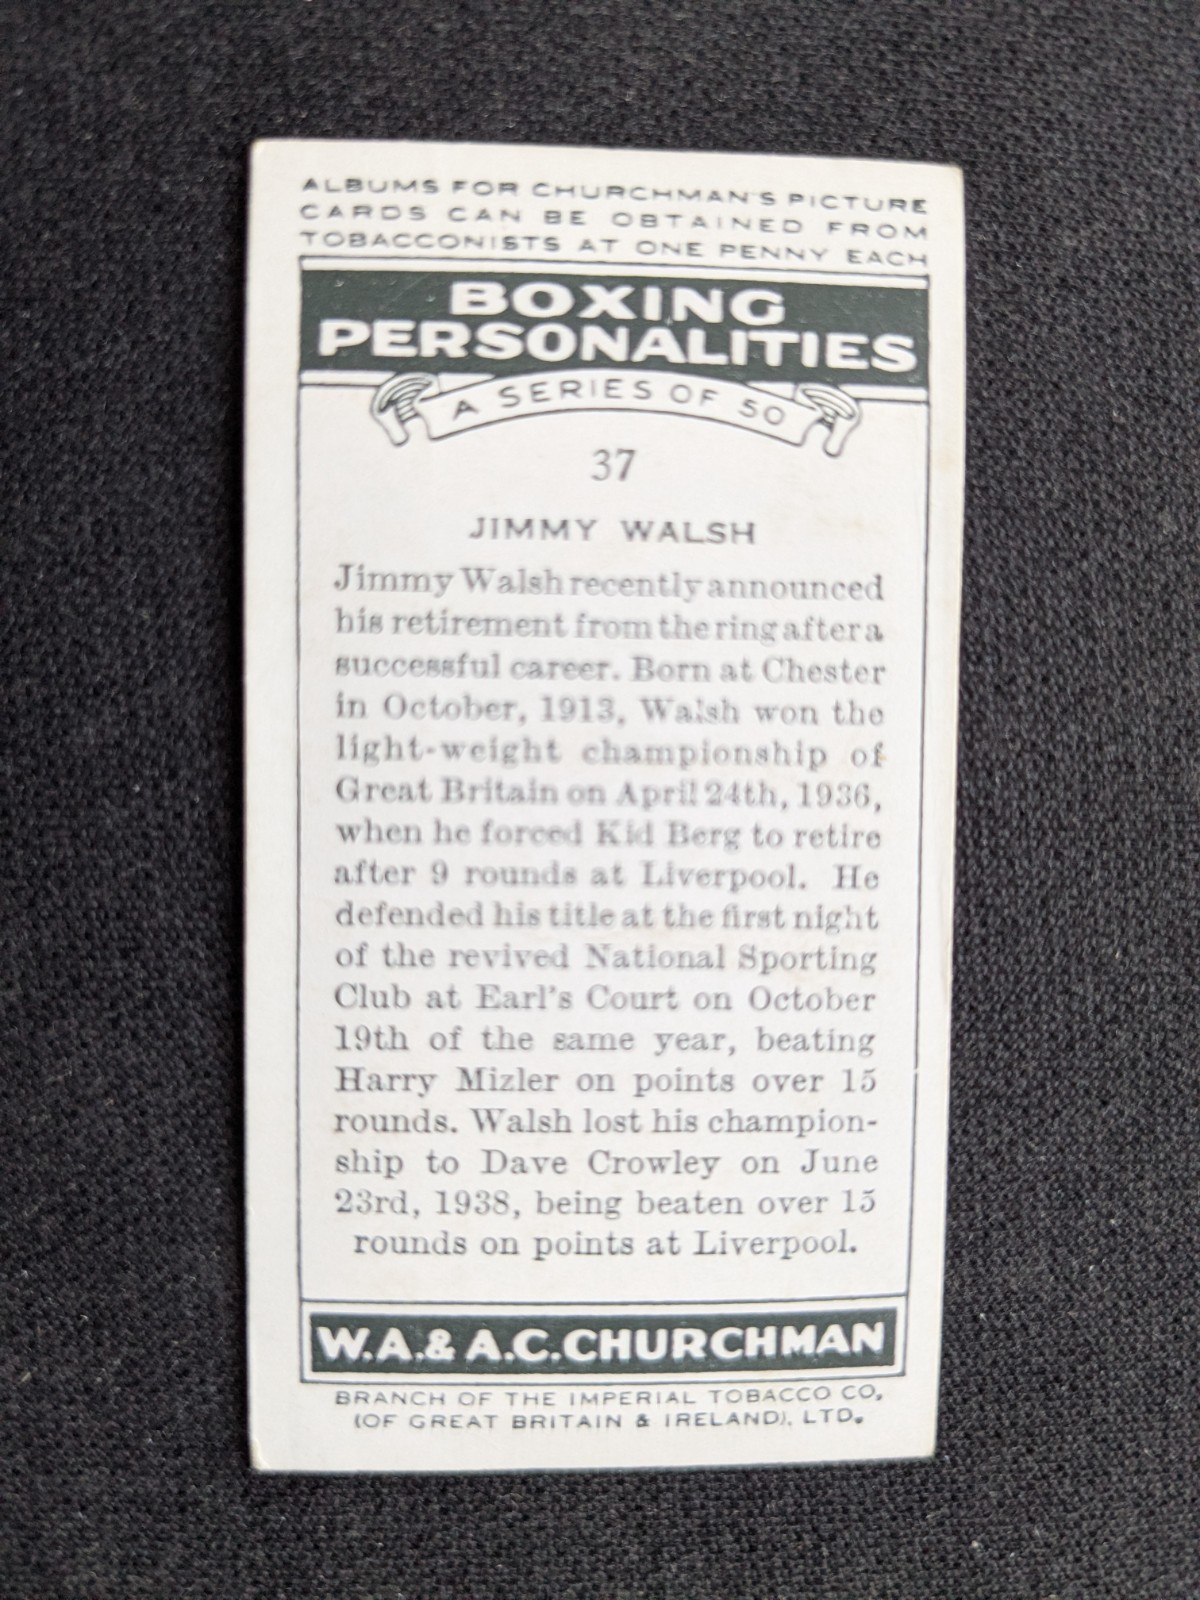 ALBUMS FOR CHURCHMAN'S PICTURE
CARDS CAN BE OBTAINED FROM
TOBACCONISTS AT ONE PENNY EACH
BOXING
PERSONALITIES
A SERIES OF 50
37
JIMMY WALSH
Jimmy Walsh recently announced
his retirement from the ring after a
successful career. Born at Chester
in October, 1913, Walsh won the
light-weight championship of
Great Britain on April 24th, 1936,
when he forced Kid Berg to retire
after 9 rounds at Liverpool. He
defended his title at the first night
of the revived National Sporting
Club at Earl's Court on October
19th of the same year, beating
Harry Mizler on points over 15
rounds. Walsh lost his champion-
ship to Dave Crowley on June
23rd, 1938, being beaten over 15
rounds on points at Liverpool.
W.A.& A.C.CHURCHMAN
BRANCH OF THE IMPERIAL TOBACCO CO.
(OF GREAT BRITAIN & IRELAND), LTD.